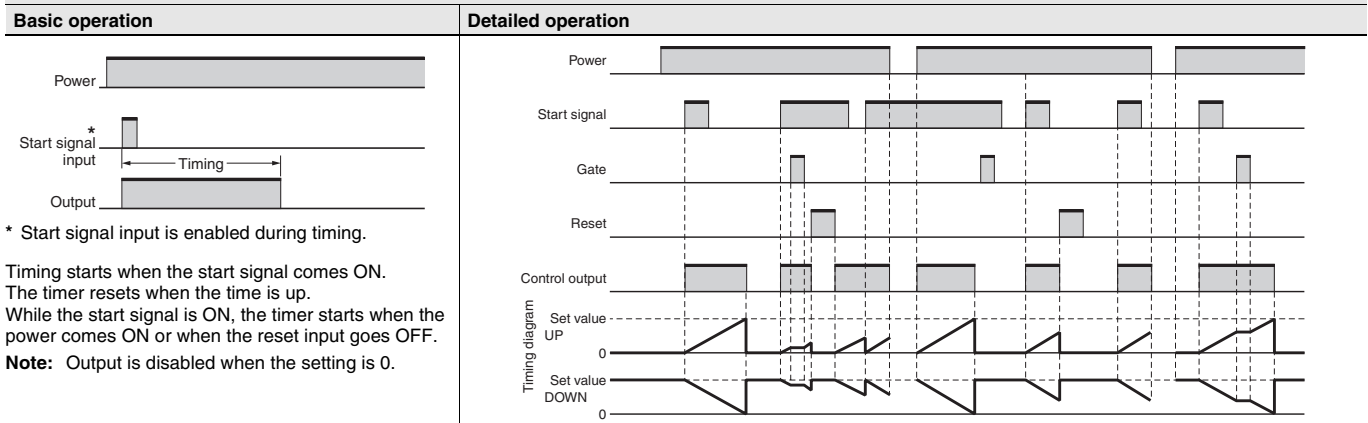 Basic operation
Power
*
Start signal
input
Timing
Output
* Start signal input is enabled during timing.
Timing starts when the start signal comes ON.
The timer resets when the time is up.
While the start signal is ON, the timer starts when the
power comes ON or when the reset input goes OFF.
Note: Output is disabled when the setting is 0.
Detailed operation
Power
Start signal
Gate
Reset
Control output
Timing diagram
Set value
UP
0
Set value
DOWN
0